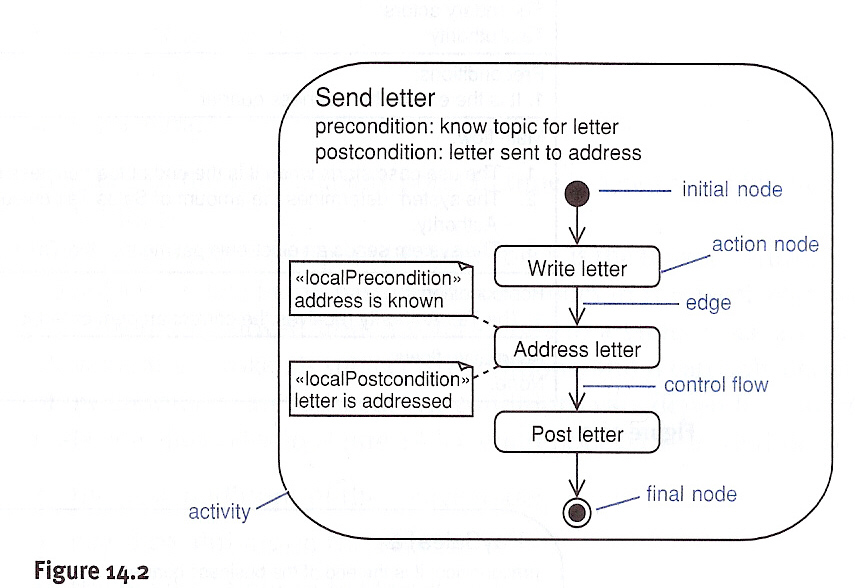 Send letter
precondition: know topic for letter
postcondition: letter sent to address
initial node
action node
Write letter
«localPrecondition»
address is known
edge
Address letter
«localPostcondition»
letter is addressed
control flow
Post letter
final node
activity
Figure 14.2